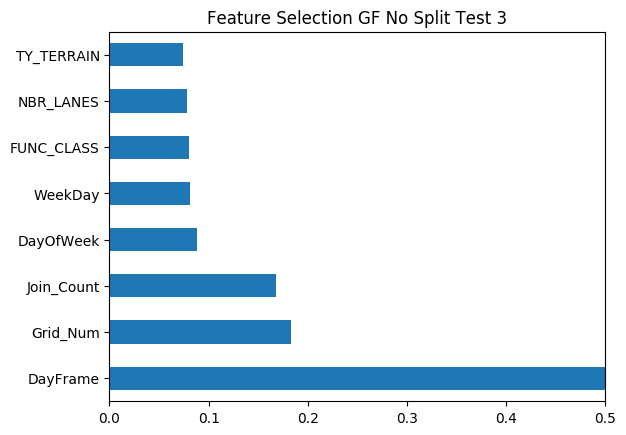 Feature Selection GF No Split Test 3
TY_TERRAIN
NBR_LANES
FUNC_CLASS
WeekDay
DayOfWeek
Join_Count
Grid_Num
DayFrame
0.0 0.1 0.2 0.3 0.4 0.5